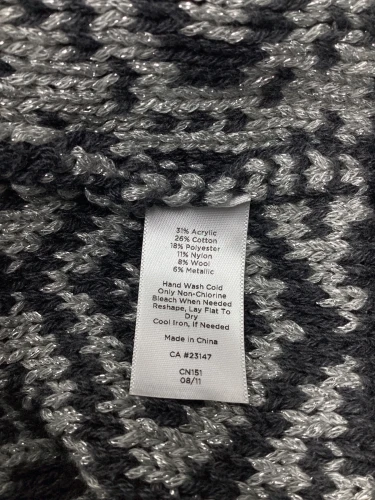 31% Acrylic
26% Cotton
18% Polyester
11% Nylon
8% Wool
6% Metallic
Hand Wash Cold
Only Non-Chlorine
Bleach When Needed
Reshape, Lay Flat To
Dry
Cool Iron, If Needed
Made in China
CA #23147
CN151
08/11